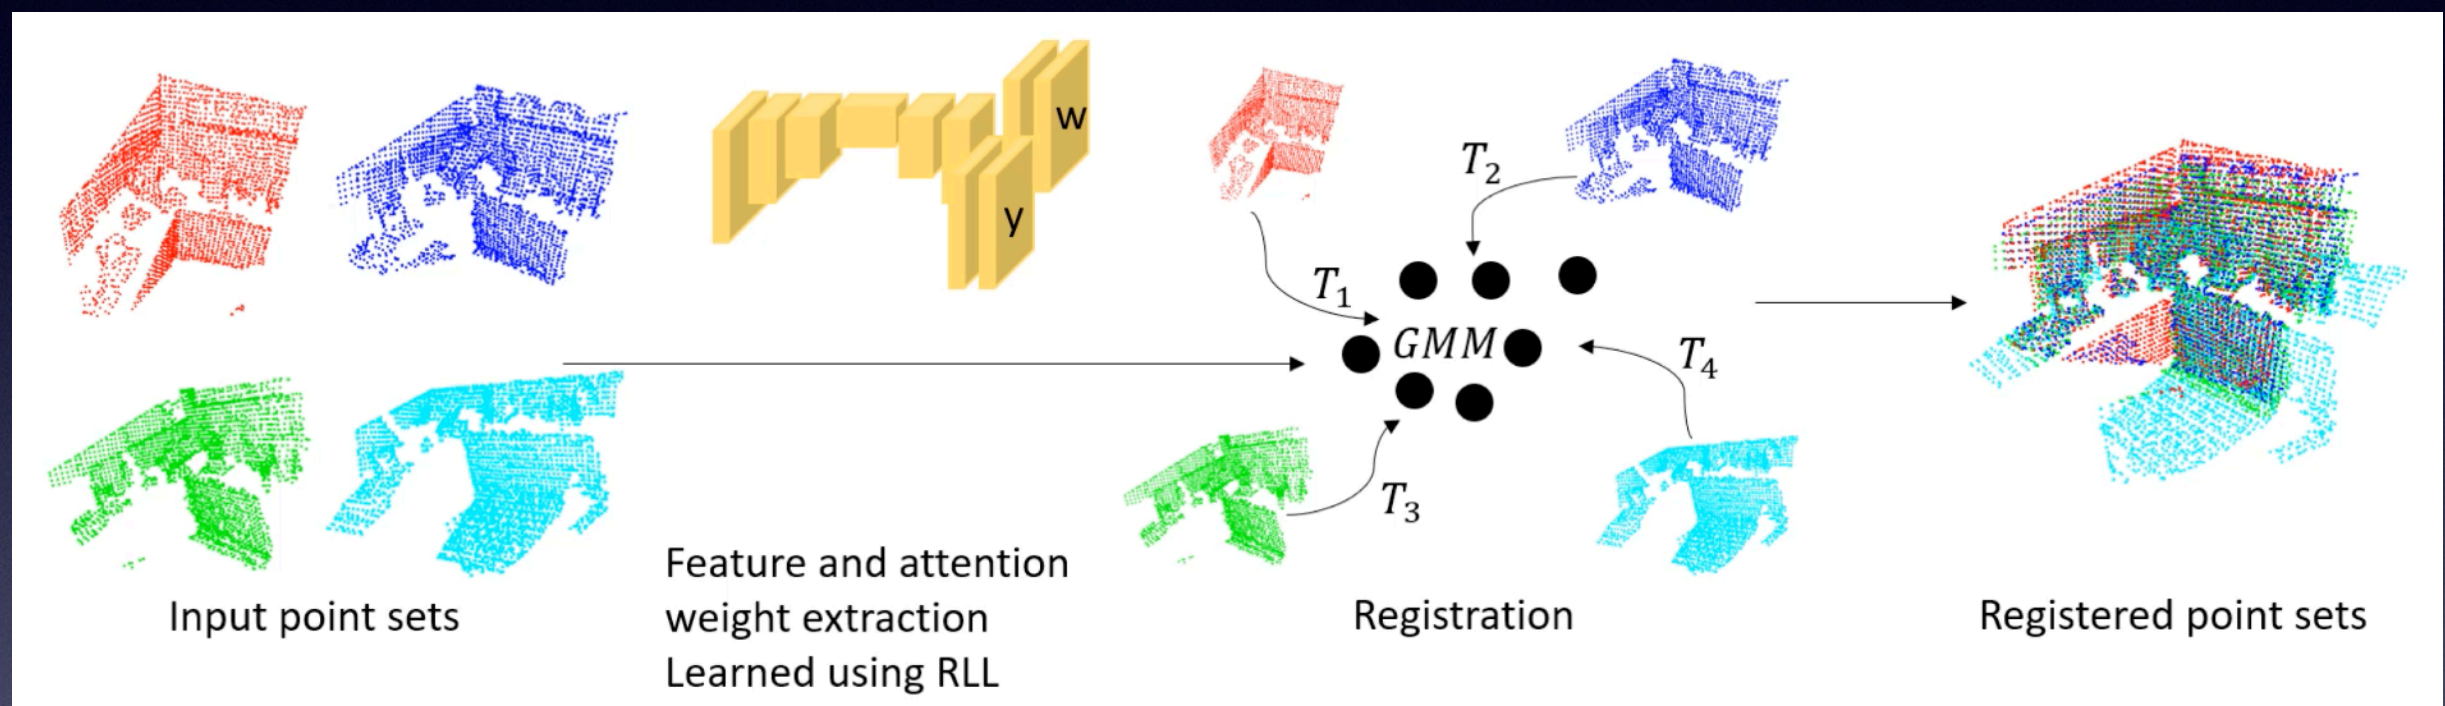 w
y
T1
T2
GMM
T3
T4
Input point sets
Feature and attention
weight extraction
Learned using RLL
Registration
Registered point sets